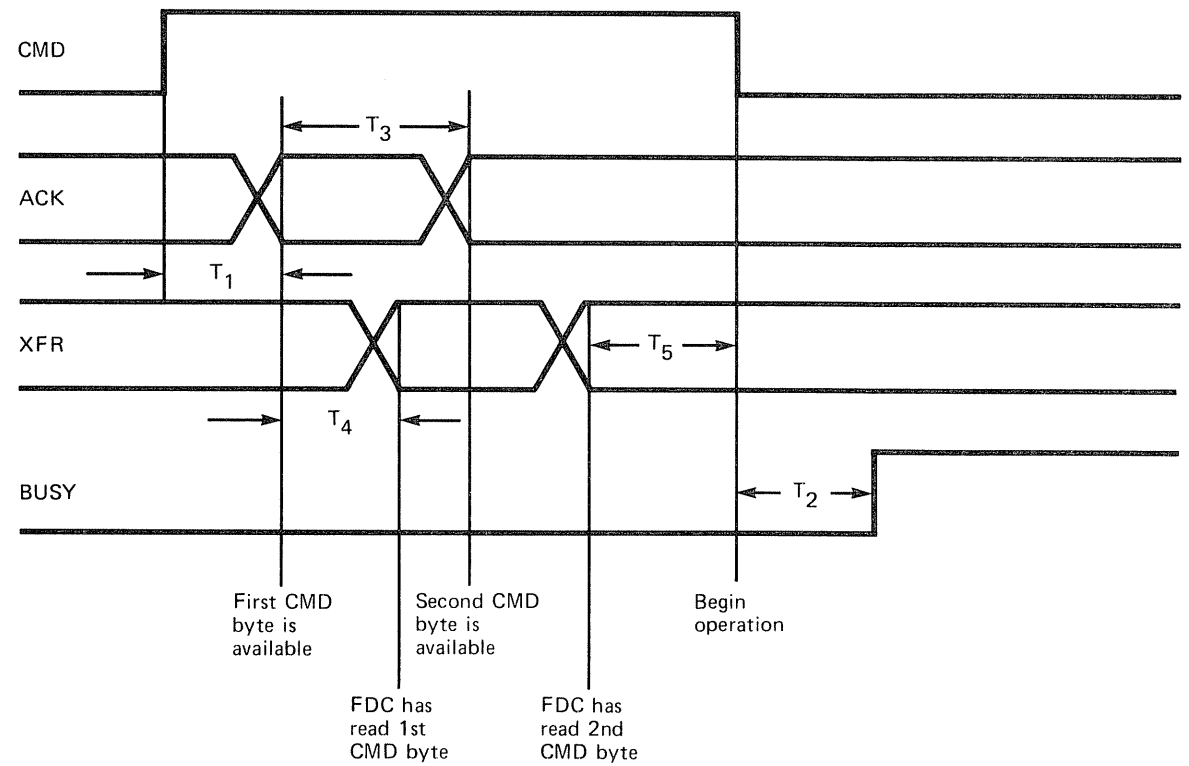 CMD
T3
ACK
T1
XFR
T5
T4
BUSY
T2
First CMD
byte is
available
Second CMD
byte is
available
Begin
operation
FDC has
read 1st
CMD byte
FDC has
read 2nd
CMD byte